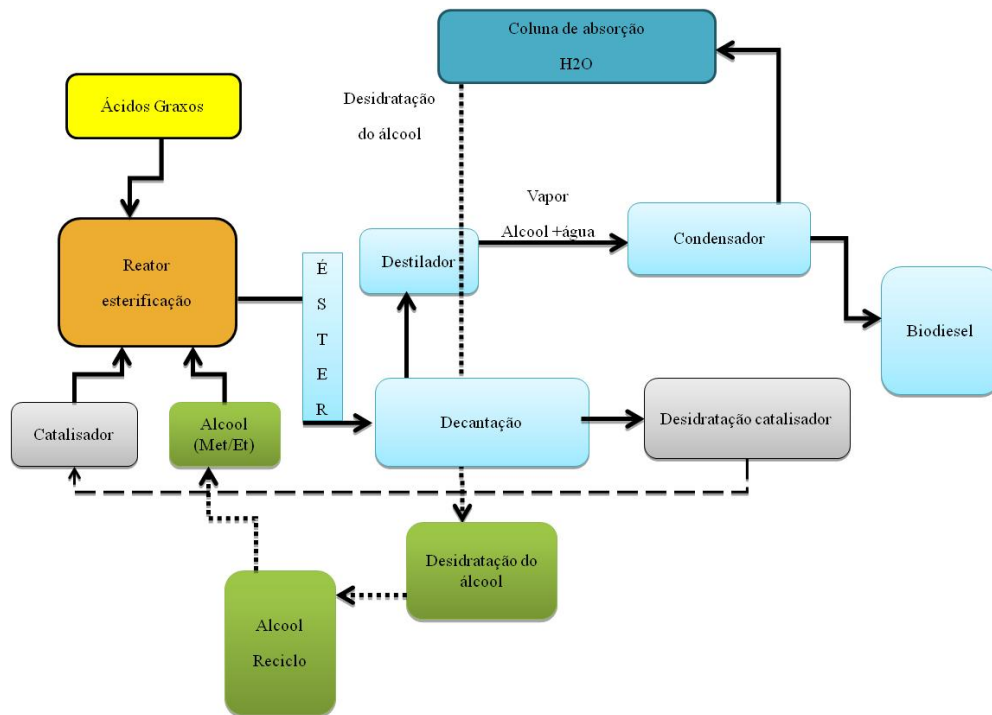 Coluna de absorção
H2O
Ácidos Graxos
Desidratação
do álcool
Vapor
Alcool +água
Reator
esterificação
É
S
T
E
R
Destilador
Condensador
Biodiesel
Catalisador
Alcool
(Met/Et)
Decantação
Desidratação catalisador
Desidratação do
álcool
Alcool
Reciclo